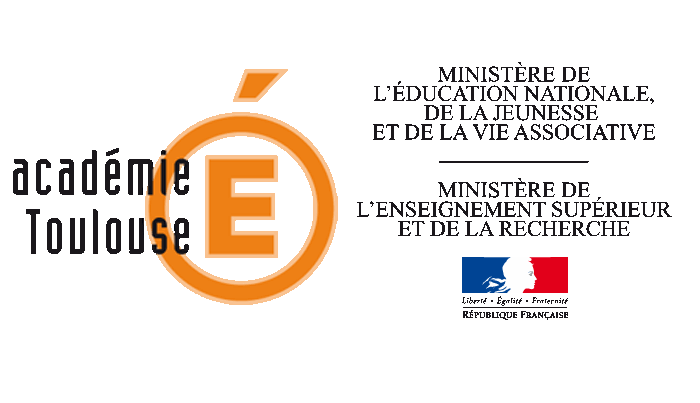 académie
Toulouse
É
MINISTÈRE DE
L'ÉDUCATION NATIONALE,
DE LA JEUNESSE
ET DE LA VIE ASSOCIATIVE
MINISTÈRE DE
L'ENSEIGNEMENT SUPÉRIEUR
ET DE LA RECHERCHE
Liberté • Égalité • Fraternité
RÉPUBLIQUE FRANÇAISE